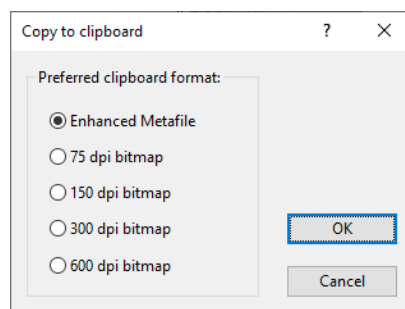 Copy to clipboard ? ×
Preferred clipboard format:
Enhanced Metafile
75 dpi bitmap
150 dpi bitmap
300 dpi bitmap
600 dpi bitmap
OK
Cancel